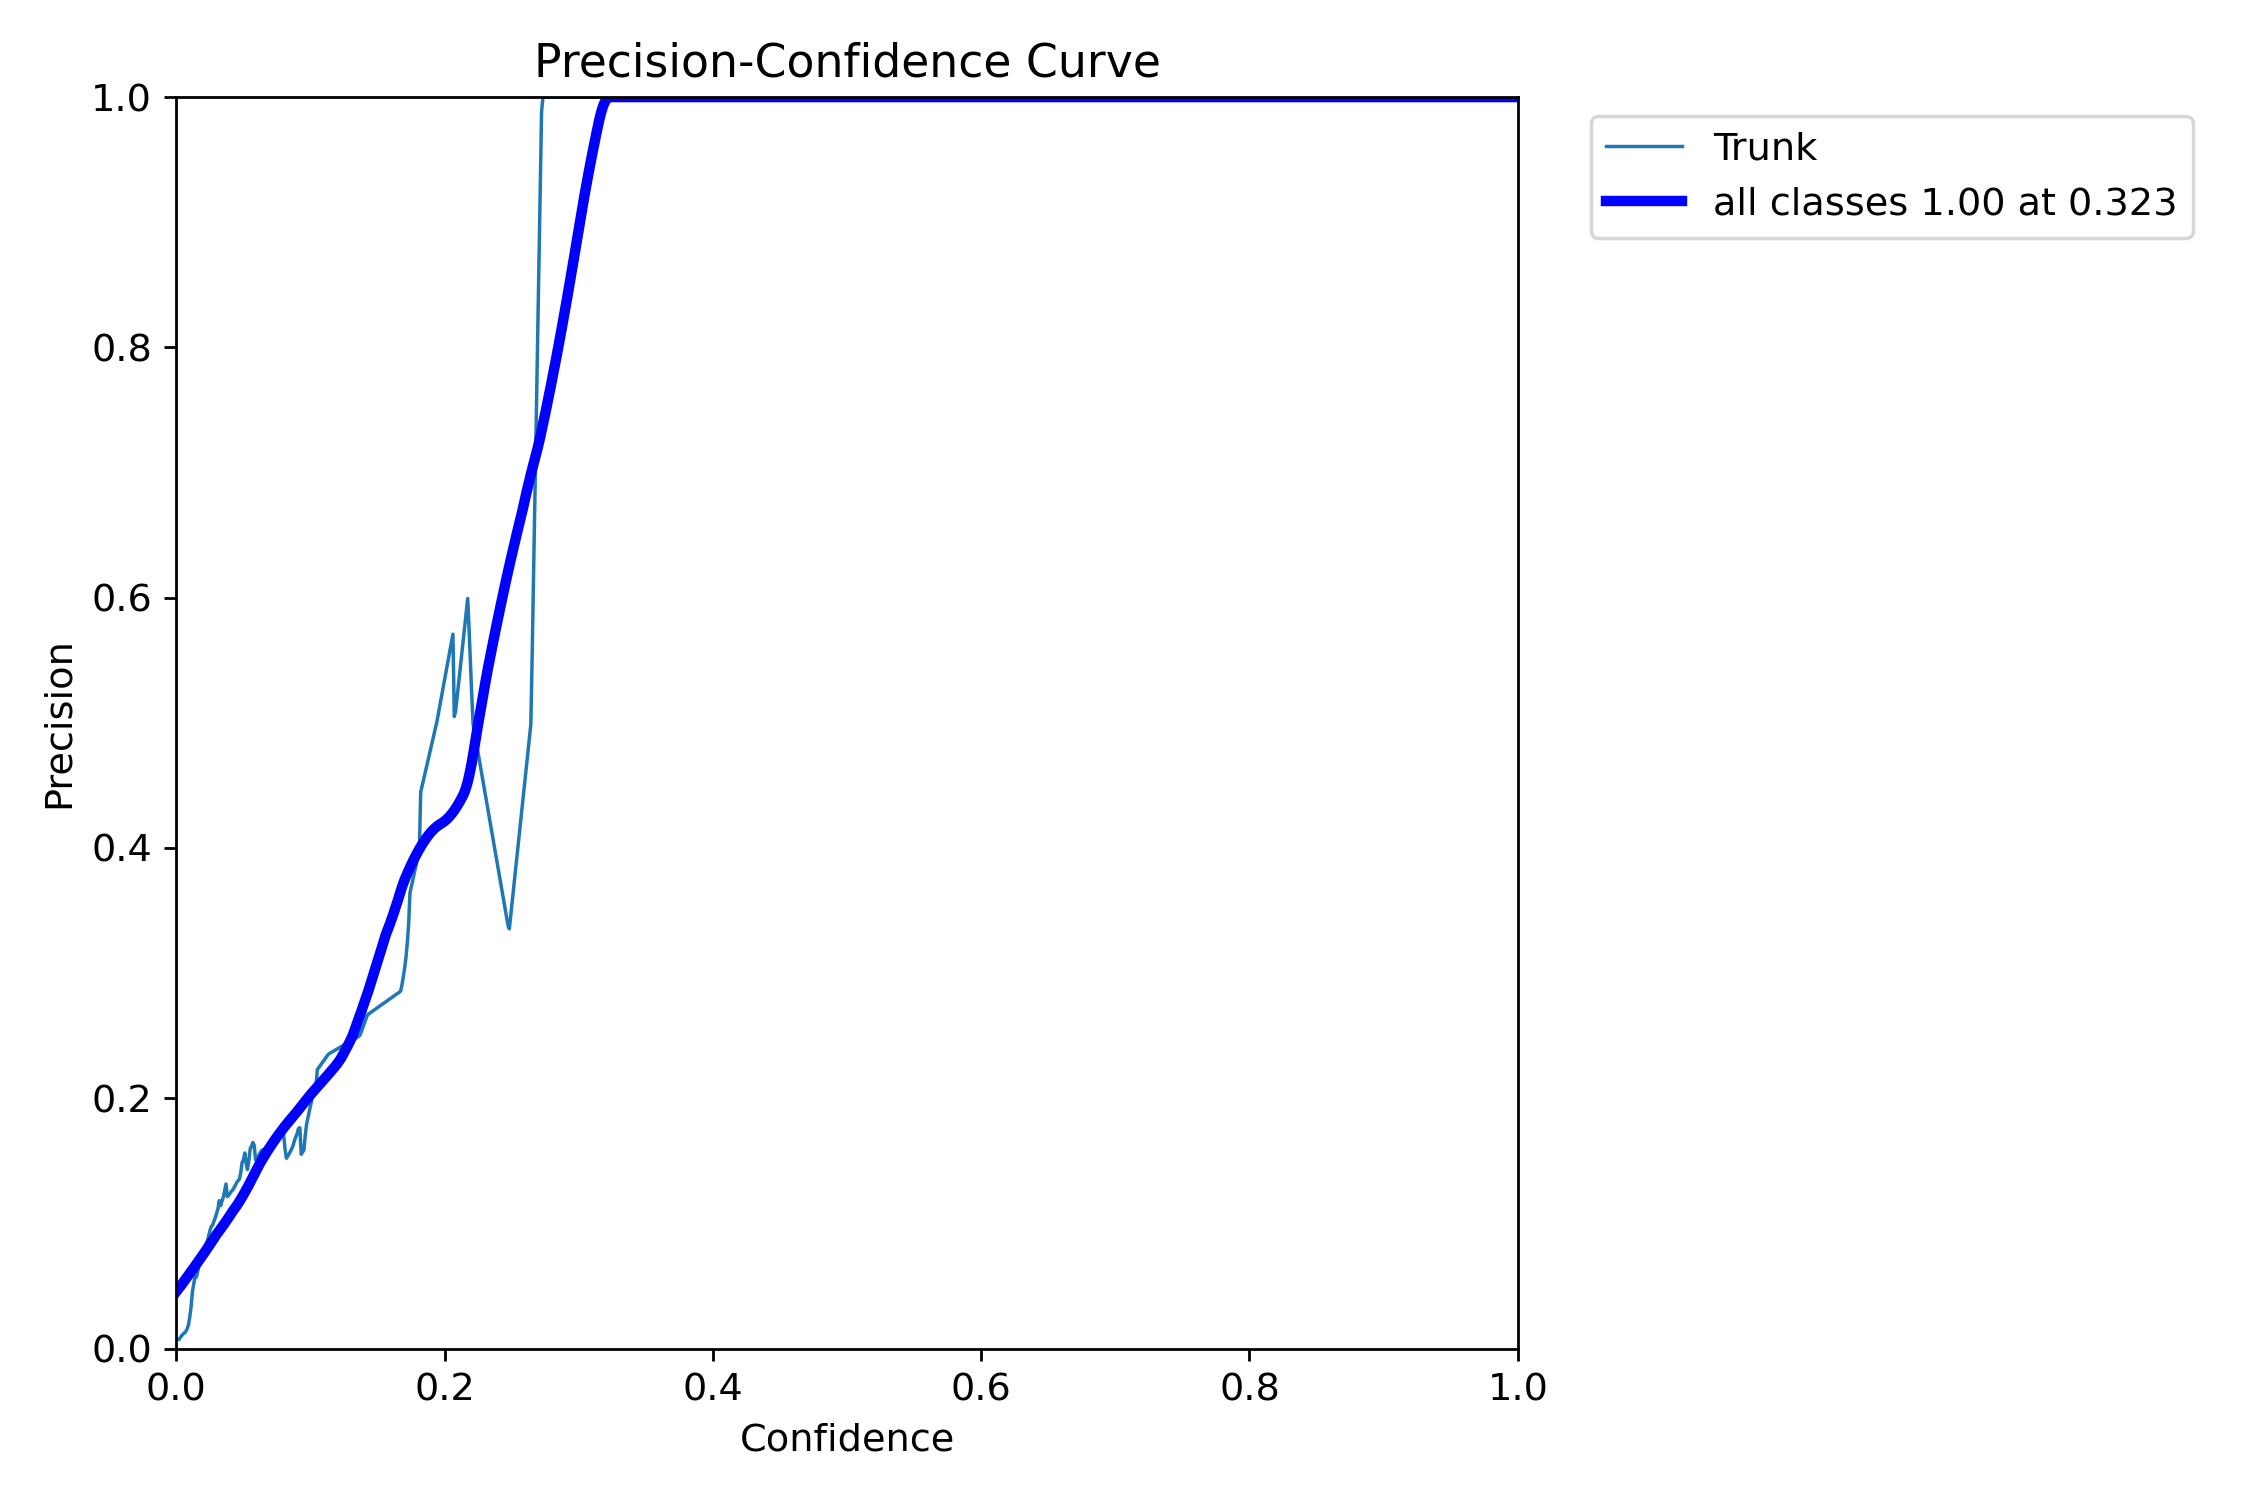 Precision-Confidence Curve
1.0
0.8
0.6
0.4
0.2
0.0
Precision
0.0 0.2 0.4 0.6 0.8 1.0
Confidence
Trunk
all classes 1.00 at 0.323